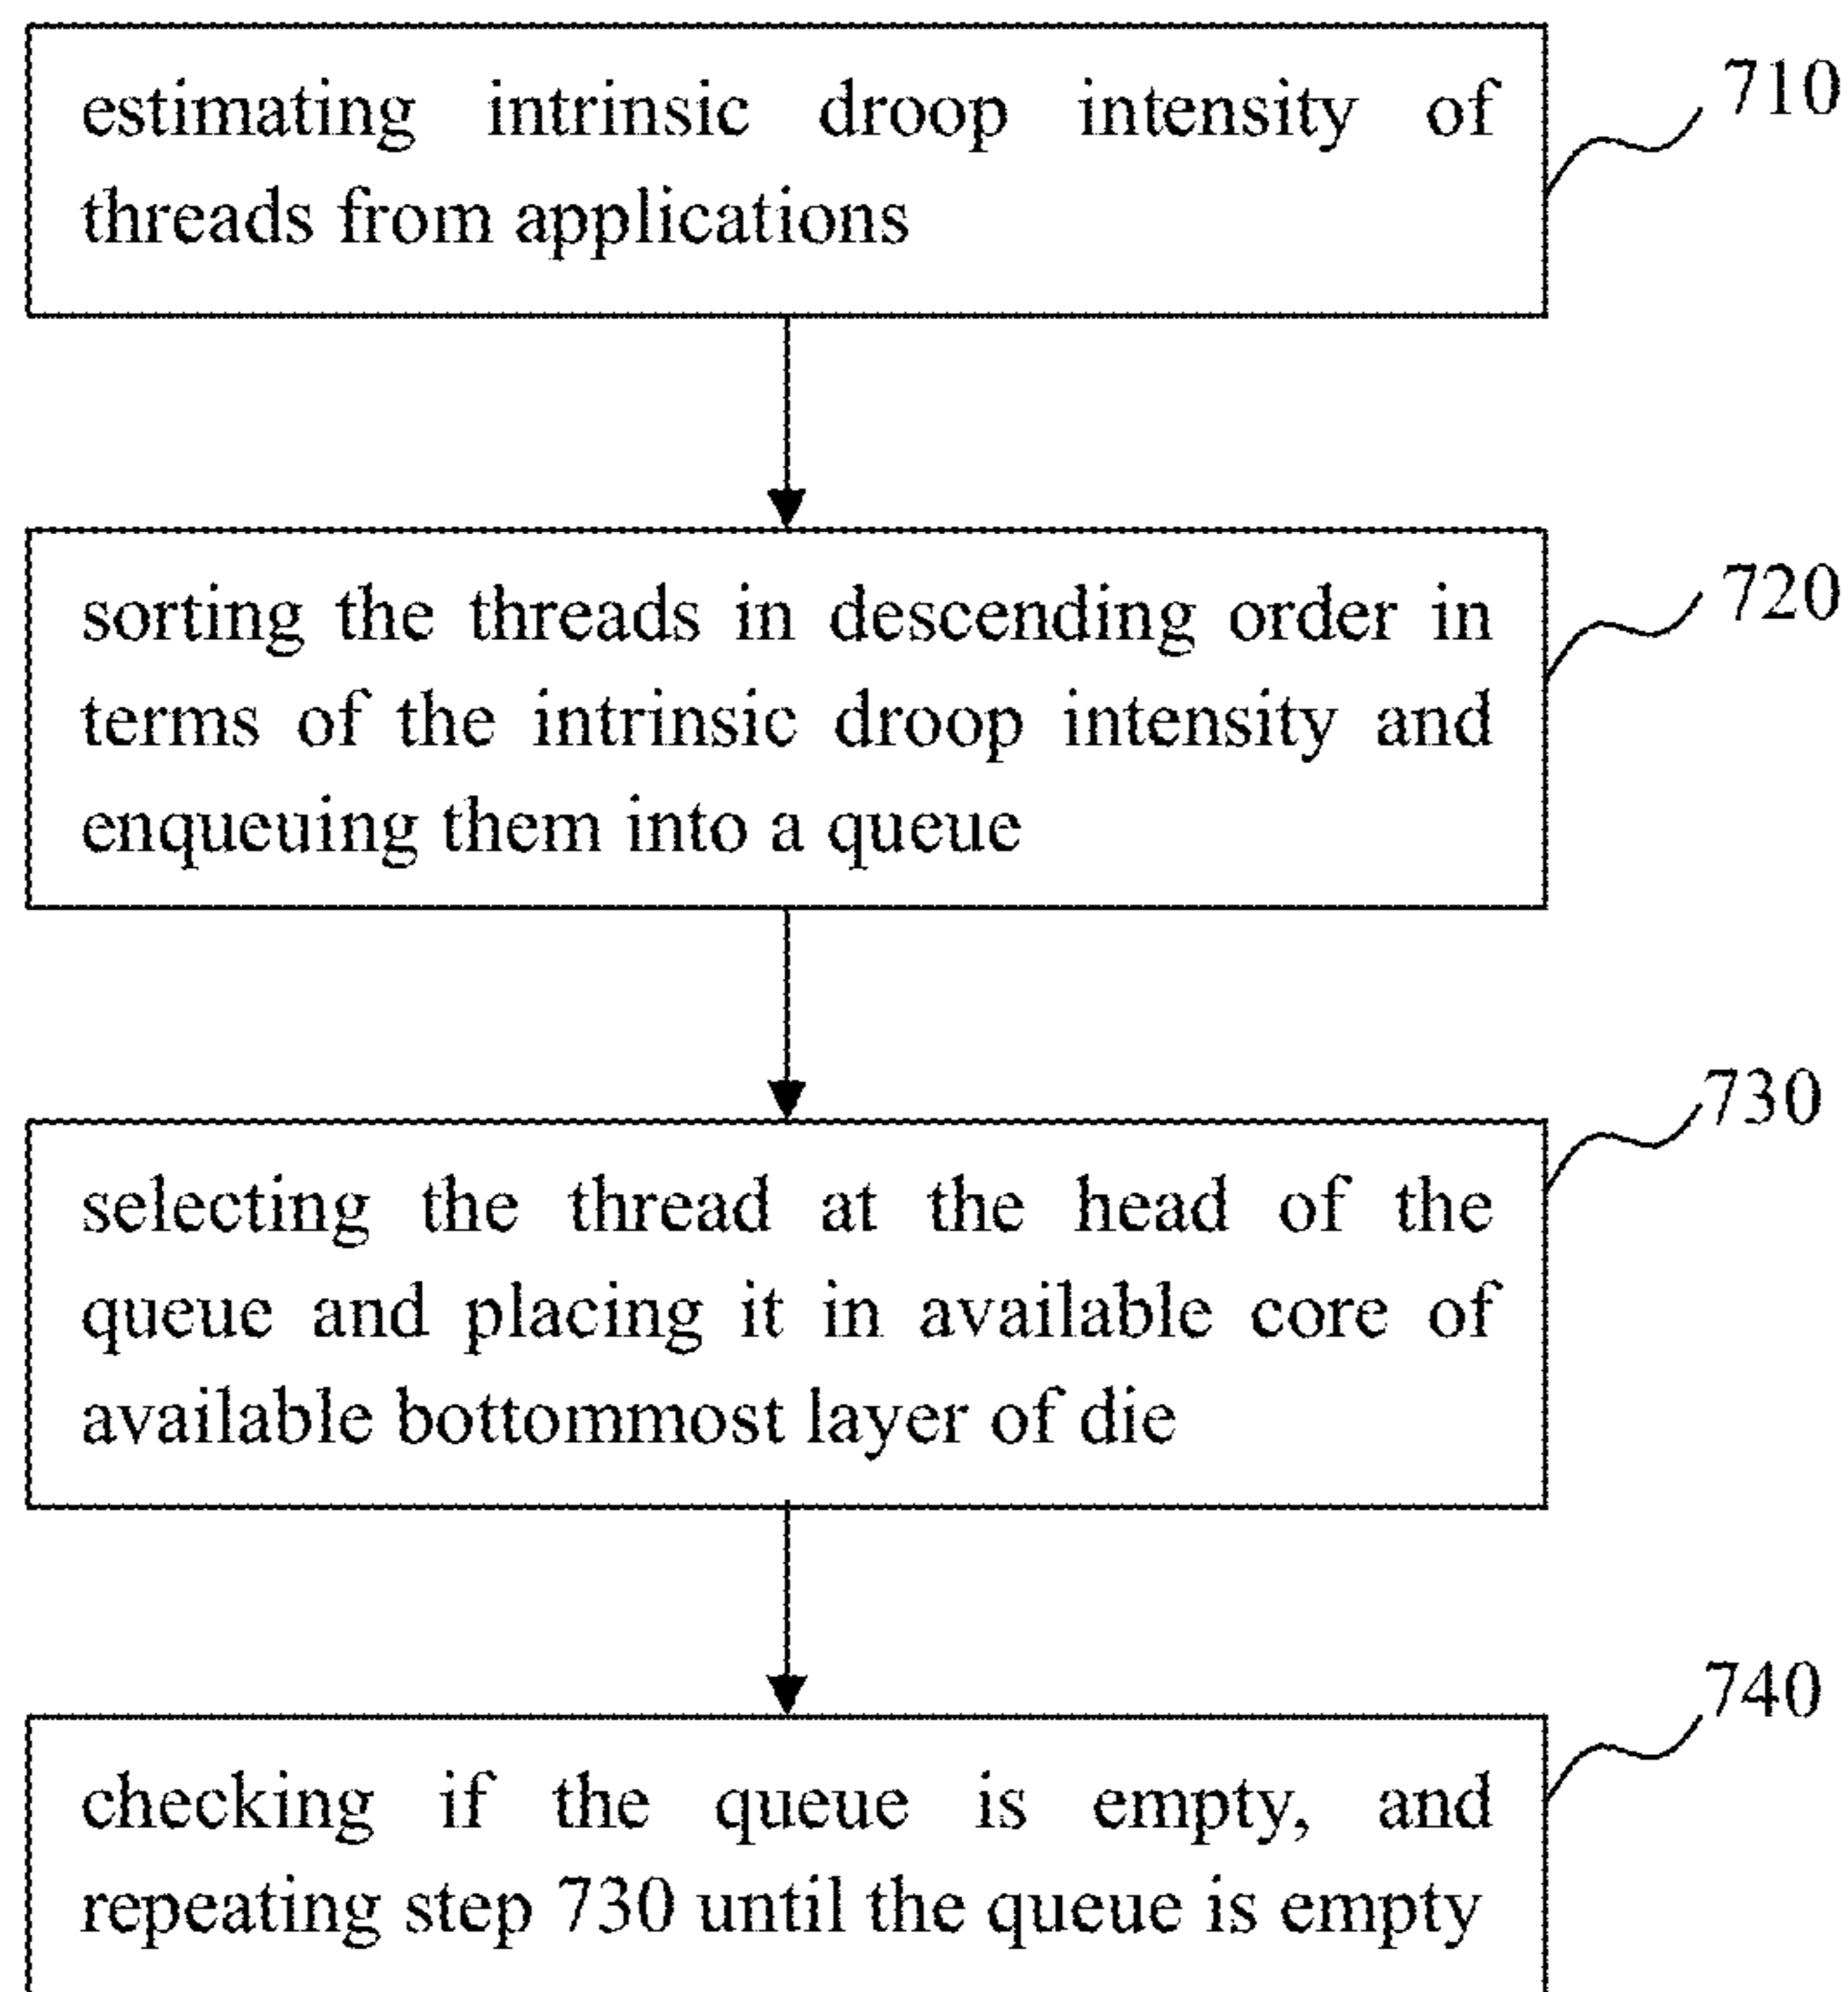 estimating intrinsic droop intensity of
threads from applications
710
sorting the threads in descending order in
terms of the intrinsic droop intensity and
enqueuing them into a queue
720
selecting the thread at the head of the
queue and placing it in available core of
available bottommost layer of die
730
checking if the queue is empty, and
repeating step 730 until the queue is empty
740